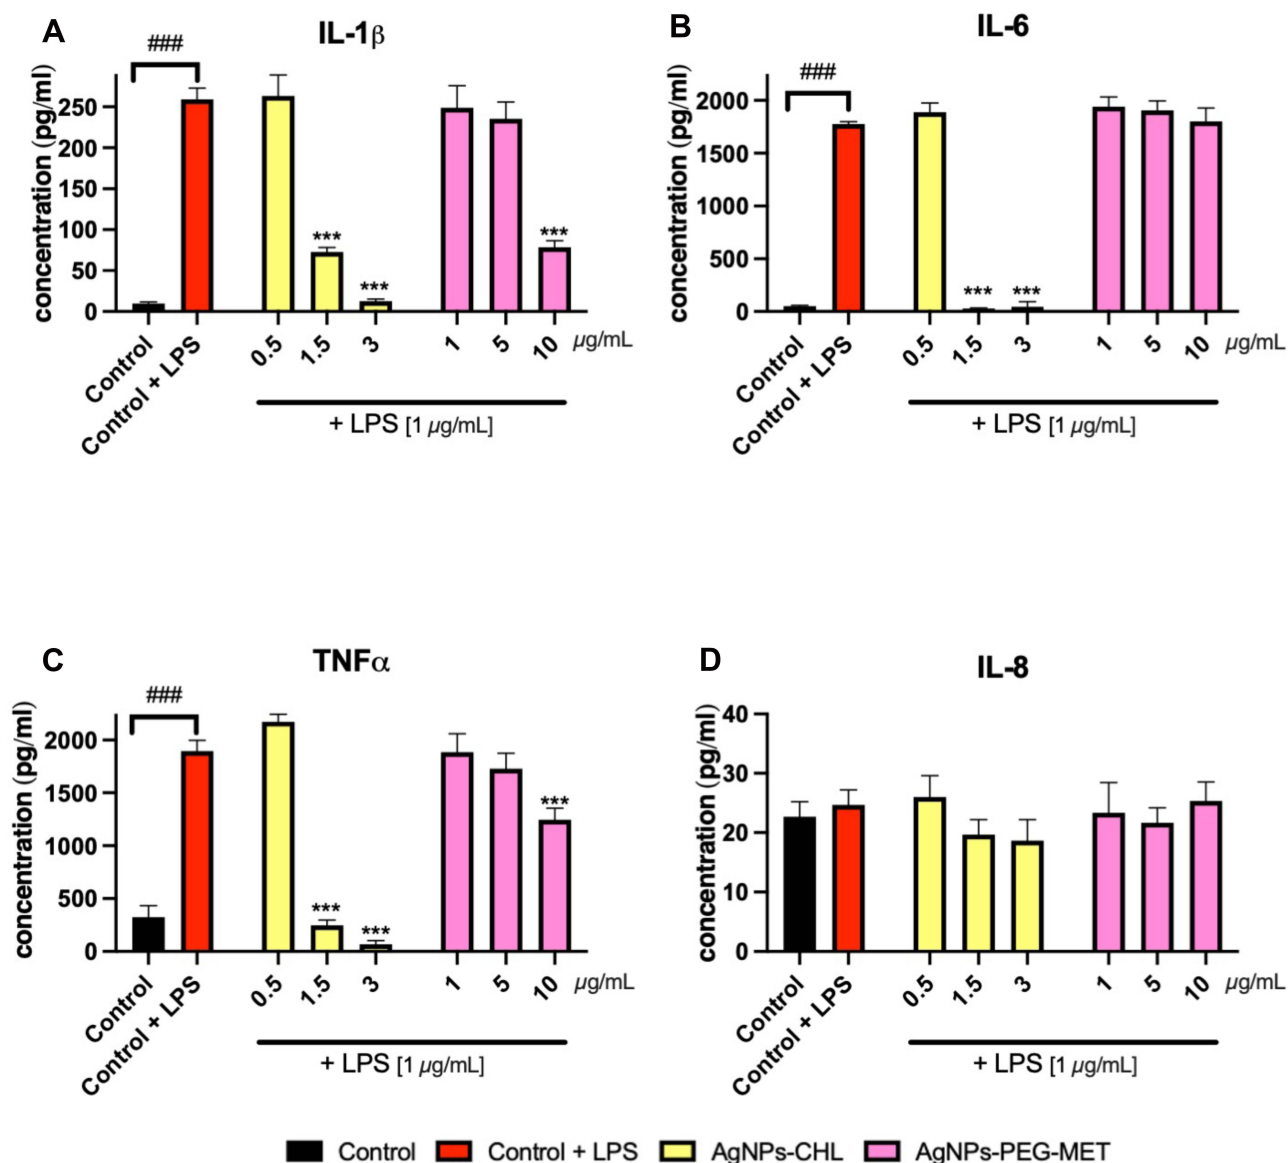 A
IL-1β
###
concentration (pg/ml)
250
200
150
100
50
0
***
***
***
Control
Control + LPS
0.5
1.5
3
1
5
10
µg/mL
+ LPS [1 µg/mL]
B
IL-6
###
concentration (pg/ml)
2000
1500
1000
500
0
***
***
Control
Control + LPS
0.5
1.5
3
1
5
10
µg/mL
+ LPS [1 µg/mL]
C
TNFα
###
concentration (pg/ml)
2000
1500
1000
500
0
***
***
***
Control
Control + LPS
0.5
1.5
3
1
5
10
µg/mL
+ LPS [1 µg/mL]
D
IL-8
concentration (pg/ml)
40
30
20
10
0
Control
Control + LPS
0.5
1.5
3
1
5
10
µg/mL
+ LPS [1 µg/mL]
Control
Control + LPS
AgNPs-CHL
AgNPs-PEG-MET